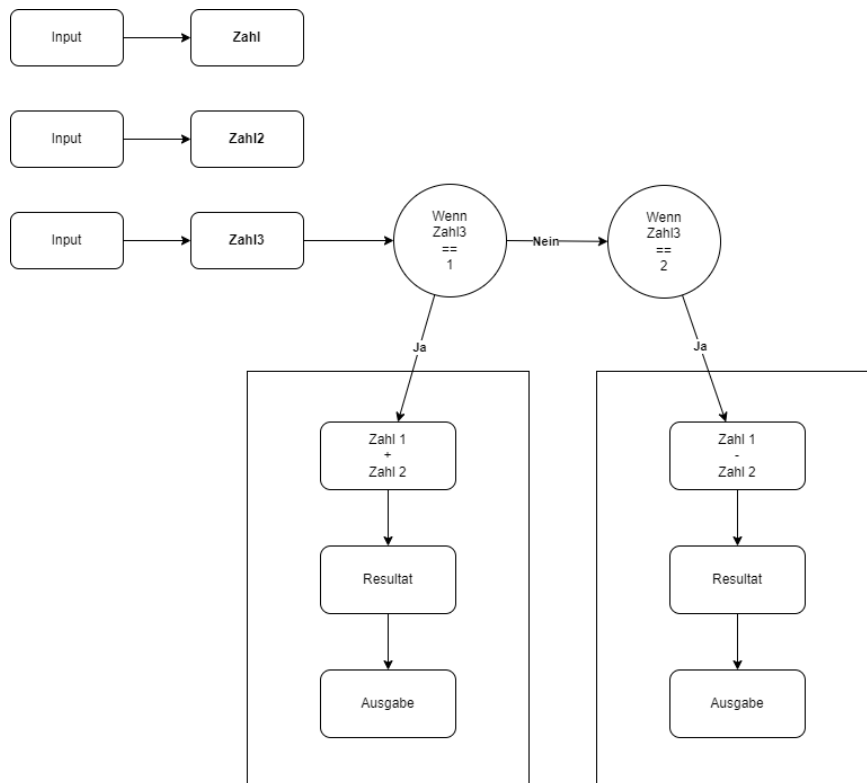 Input
Zahl
Input
Zahl2
Input
Zahl3
Wenn
Zahl3
==
1
Nein
Wenn
Zahl3
==
2
Ja
Ja
Zahl 1
+
Zahl 2
Zahl 1
-
Zahl 2
Resultat
Resultat
Ausgabe
Ausgabe